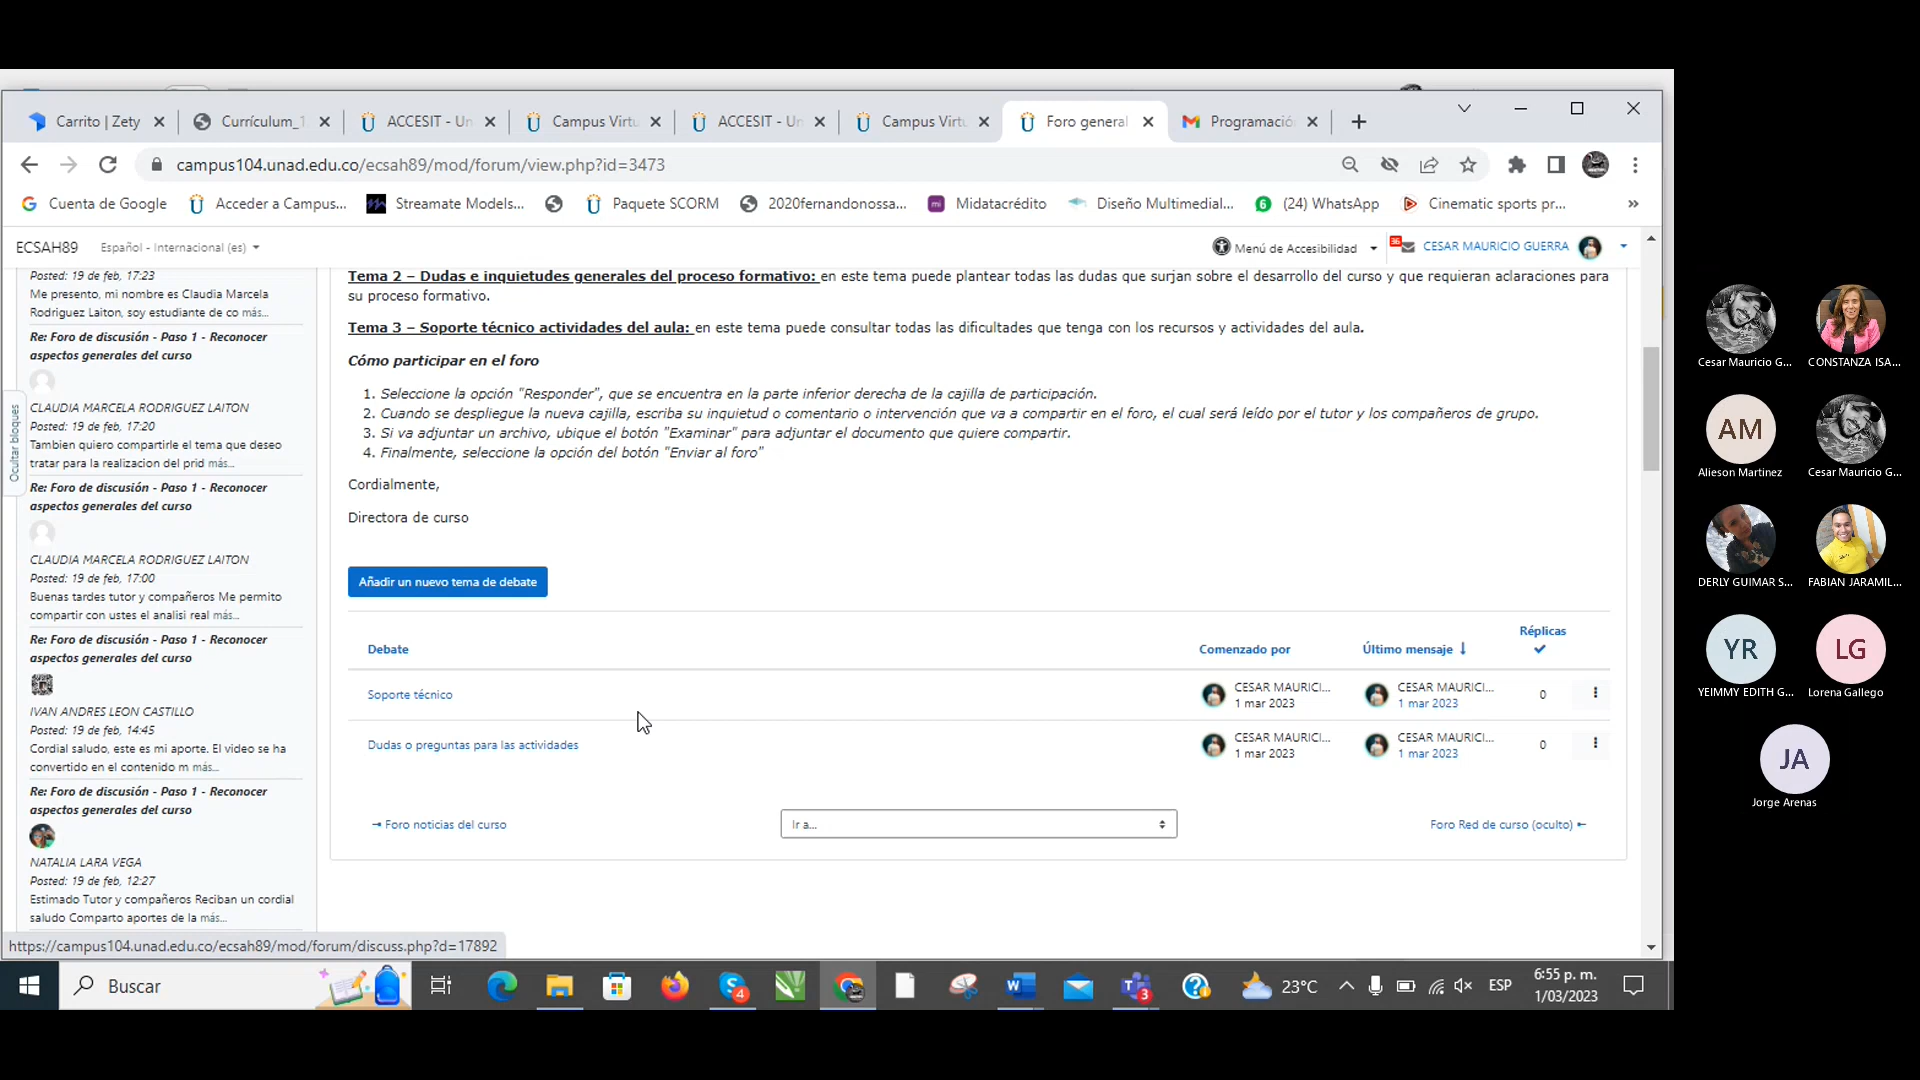 Carrito | Zety
Currículum_1
ACCESIT - Un
Campus Virtu
ACCESIT - Un
Campus Virtu
Foro general
Programació
campus104.unad.edu.co/ecsah89/mod/forum/view.php?id=3473
Cuenta de Google
Acceder a Campus...
Streamate Models...
Paquete SCORM
2020fernandonossa...
Midatacrédito
Diseño Multimedial...
(24) WhatsApp
Cinematic sports pr...
»
ECSAH89
Español - Internacional (es)
Menú de Accesibilidad
36
CESAR MAURICIO GUERRA
Ocultar bloques
Posted: 19 de feb, 17:23
Me presento, mi nombre es Claudia Marcela
Rodriguez Laiton, soy estudiante de co más...
Re: Foro de discusión - Paso 1 - Reconocer
aspectos generales del curso
CLAUDIA MARCELA RODRIGUEZ LAITON
Posted: 19 de feb, 17:20
Tambien quiero compartirle el tema que deseo
tratar para la realizacion del prid más...
Re: Foro de discusión - Paso 1 - Reconocer
aspectos generales del curso
CLAUDIA MARCELA RODRIGUEZ LAITON
Posted: 19 de feb, 17:00
Buenas tardes tutor y compañeros Me permito
compartir con ustes el analisi real más...
Re: Foro de discusión - Paso 1 - Reconocer
aspectos generales del curso
IVAN ANDRES LEON CASTILLO
Posted: 19 de feb, 14:45
Cordial saludo, este es mi aporte. El video se ha
convertido en el contenido m más...
Re: Foro de discusión - Paso 1 - Reconocer
aspectos generales del curso
NATALIA LARA VEGA
Posted: 19 de feb, 12:27
Estimado Tutor y compañeros Reciban un cordial
saludo Comparto aportes de la más...
Tema 2 – Dudas e inquietudes generales del proceso formativo: en este tema puede plantear todas las dudas que surjan sobre el desarrollo del curso y que requieran aclaraciones para
su proceso formativo.
Tema 3 – Soporte técnico actividades del aula: en este tema puede consultar todas las dificultades que tenga con los recursos y actividades del aula.
Cómo participar en el foro
1. Seleccione la opción "Responder", que se encuentra en la parte inferior derecha de la cajilla de participación.
2. Cuando se despliegue la nueva cajilla, escriba su inquietud o comentario o intervención que va a compartir en el foro, el cual será leído por el tutor y los compañeros de grupo.
3. Si va adjuntar un archivo, ubique el botón "Examinar" para adjuntar el documento que quiere compartir.
4. Finalmente, seleccione la opción del botón "Enviar al foro"
Cordialmente,
Directora de curso
Añadir un nuevo tema de debate
Debate
Comenzado por
Último mensaje
Réplicas
Soporte técnico
CESAR MAURICI...
1 mar 2023
CESAR MAURICI...
1 mar 2023
0
Dudas o preguntas para las actividades
CESAR MAURICI...
1 mar 2023
CESAR MAURICI...
1 mar 2023
0
Foro noticias del curso
Ir a...
Foro Red de curso (oculto)
https://campus104.unad.edu.co/ecsah89/mod/forum/discuss.php?d=17892
Buscar
4
W
3
23°C
ESP
6:55 p. m.
1/03/2023
Cesar Mauricio G...
CONSTANZA ISA...
AM
Alieson Martinez
Cesar Mauricio G...
DERLY GUIMAR S...
FABIAN JARAMIL...
YR
YEIMMY EDITH G...
LG
Lorena Gallego
JA
Jorge Arenas